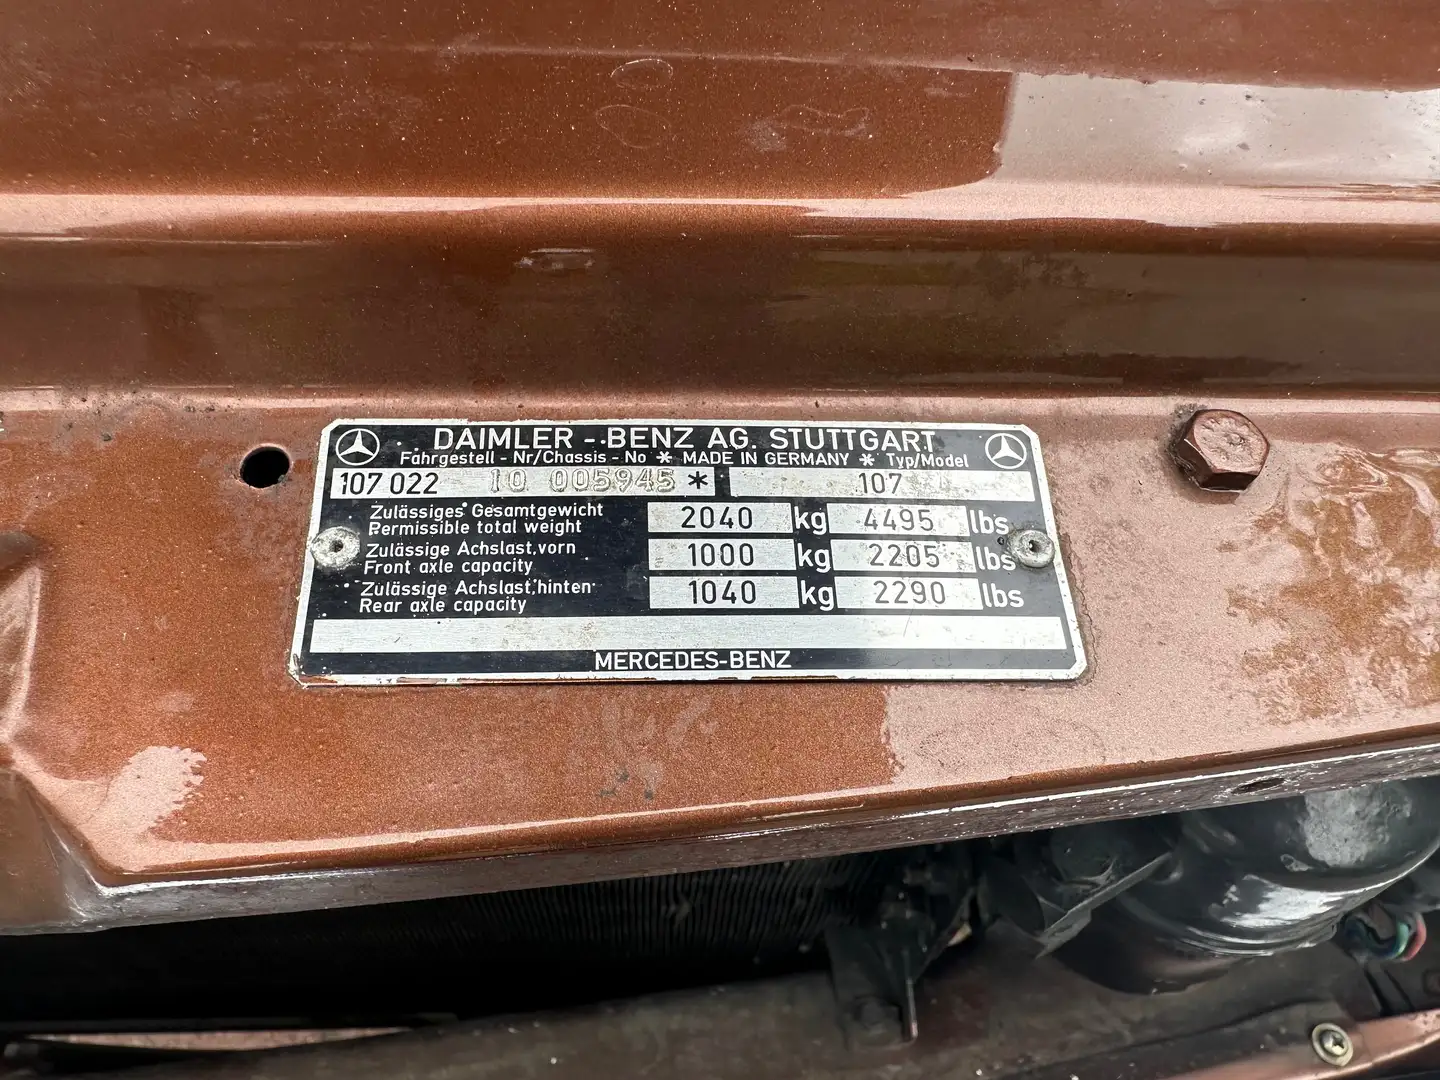 DAIMLER - BENZ AG. STUTTGART
Fahrgestell - Nr/Chassis - No * MADE IN GERMANY * Typ/Model
107 022 10 005945 * 107
Zulässiges Gesamtgewicht
Permissible total weight 2040 kg 4495 lbs
Zulässige Achslast, vorn
Front axle capacity 1000 kg 2205 lbs
Zulässige Achslast, hinten
Rear axle capacity 1040 kg 2290 lbs
MERCEDES-BENZ